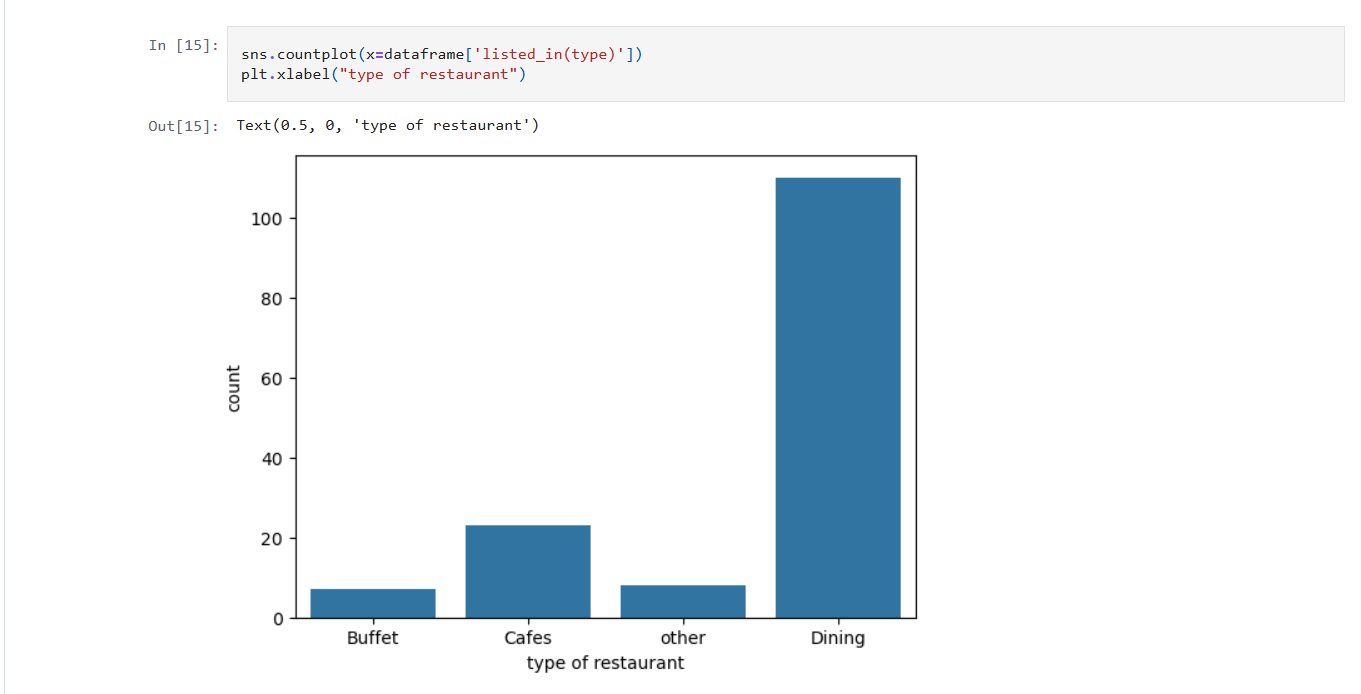 In [15]:
sns.countplot(x=dataframe['listed_in(type)'])
plt.xlabel("type of restaurant")
Out[15]: Text(0.5, 0, 'type of restaurant')
100
80
60
40
20
0
count
Buffet Cafes other Dining
type of restaurant